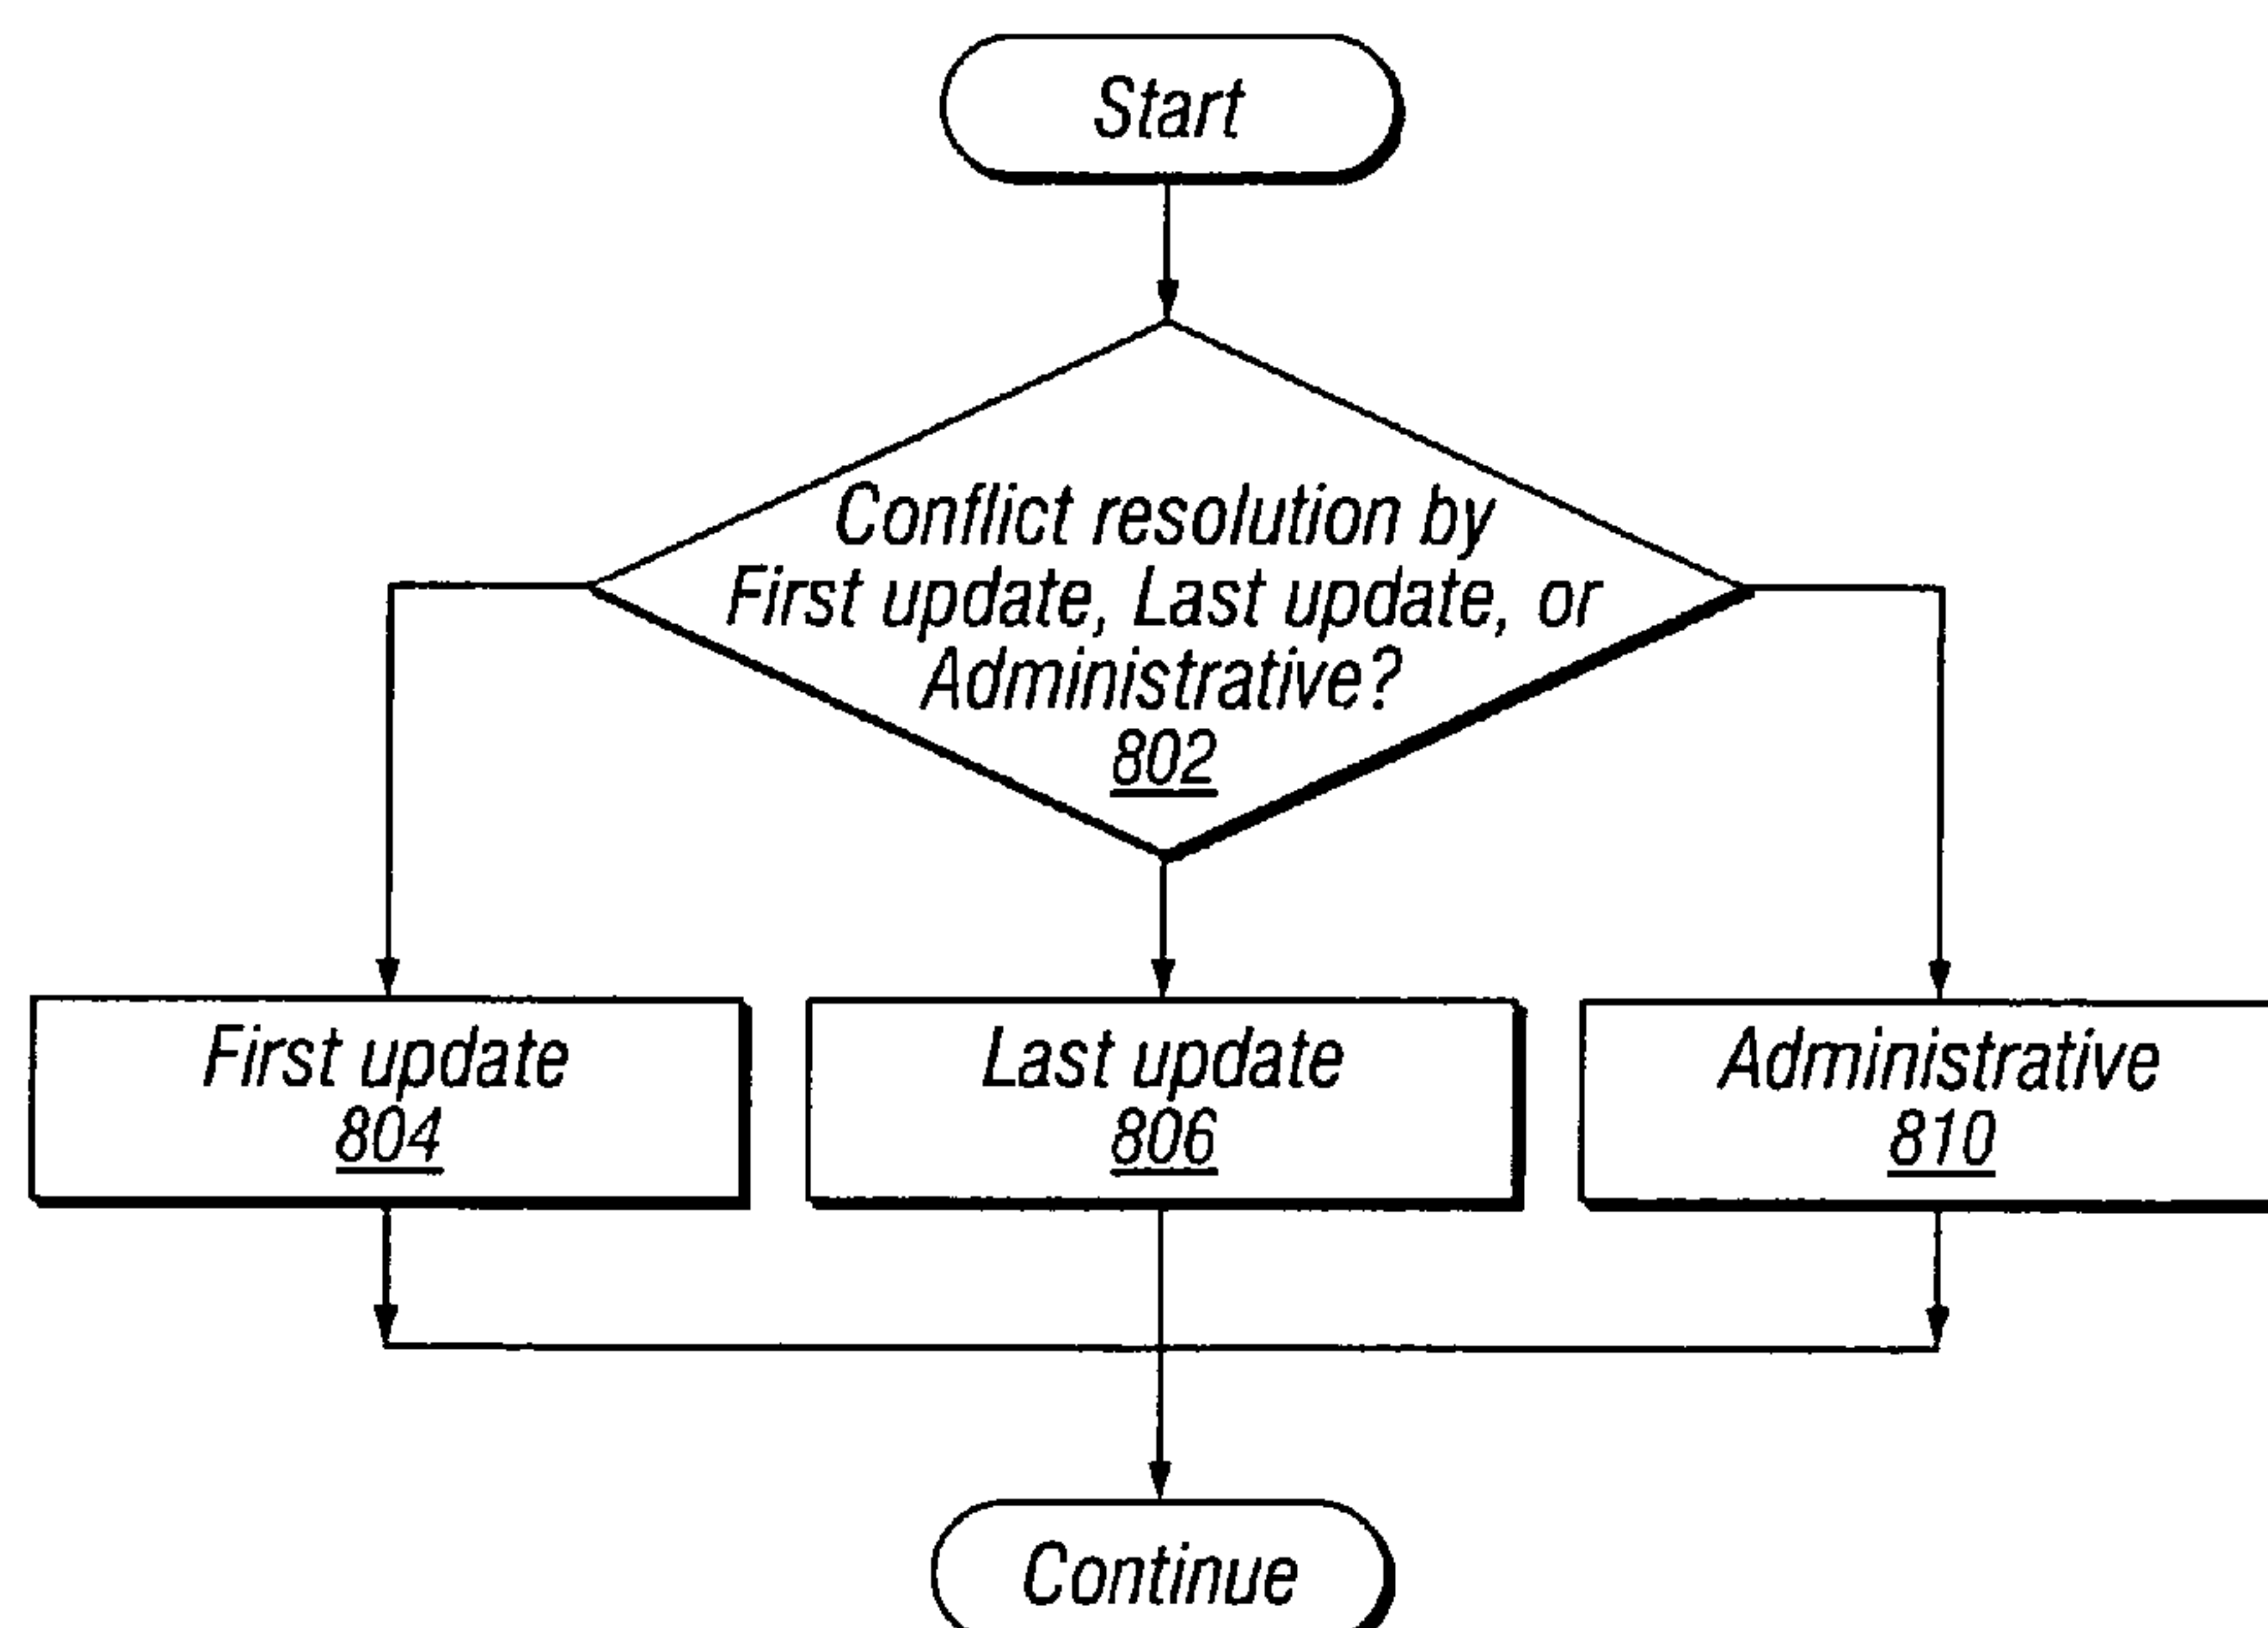 Start
Conflict resolution by
First update, Last update, or
Administrative?
802
First update
804
Last update
806
Administrative
810
Continue